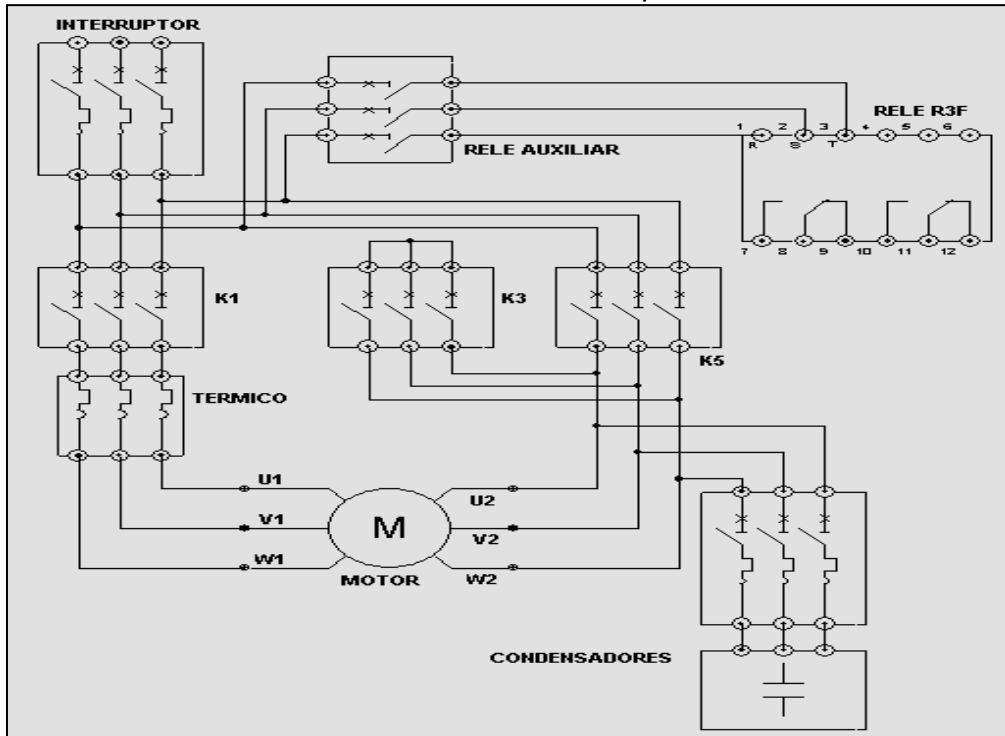 INTERRUPTOR
RELE R3F
1 2 3 4 5 6
R S T
RELE AUXILIAR
7 8 9 10 11 12
K1
K3
K5
TERMICO
U1
U2
V1
M
V2
W1
W2
MOTOR
CONDENSADORES